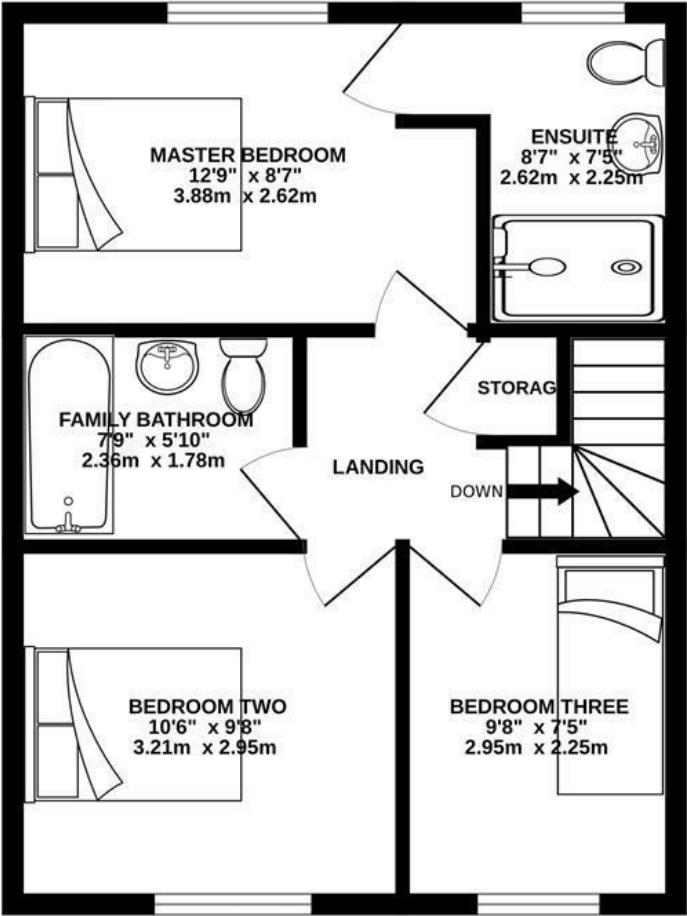 MASTER BEDROOM
12'9" x 8'7"
3.88m x 2.62m
ENSUITE
8'7" x 7'5"
2.62m x 2.25m
STORAG
FAMILY BATHROOM
7'9" x 5'10"
2.36m x 1.78m
LANDING
DOWN
BEDROOM TWO
10'6" x 9'8"
3.21m x 2.95m
BEDROOM THREE
9'8" x 7'5"
2.95m x 2.25m